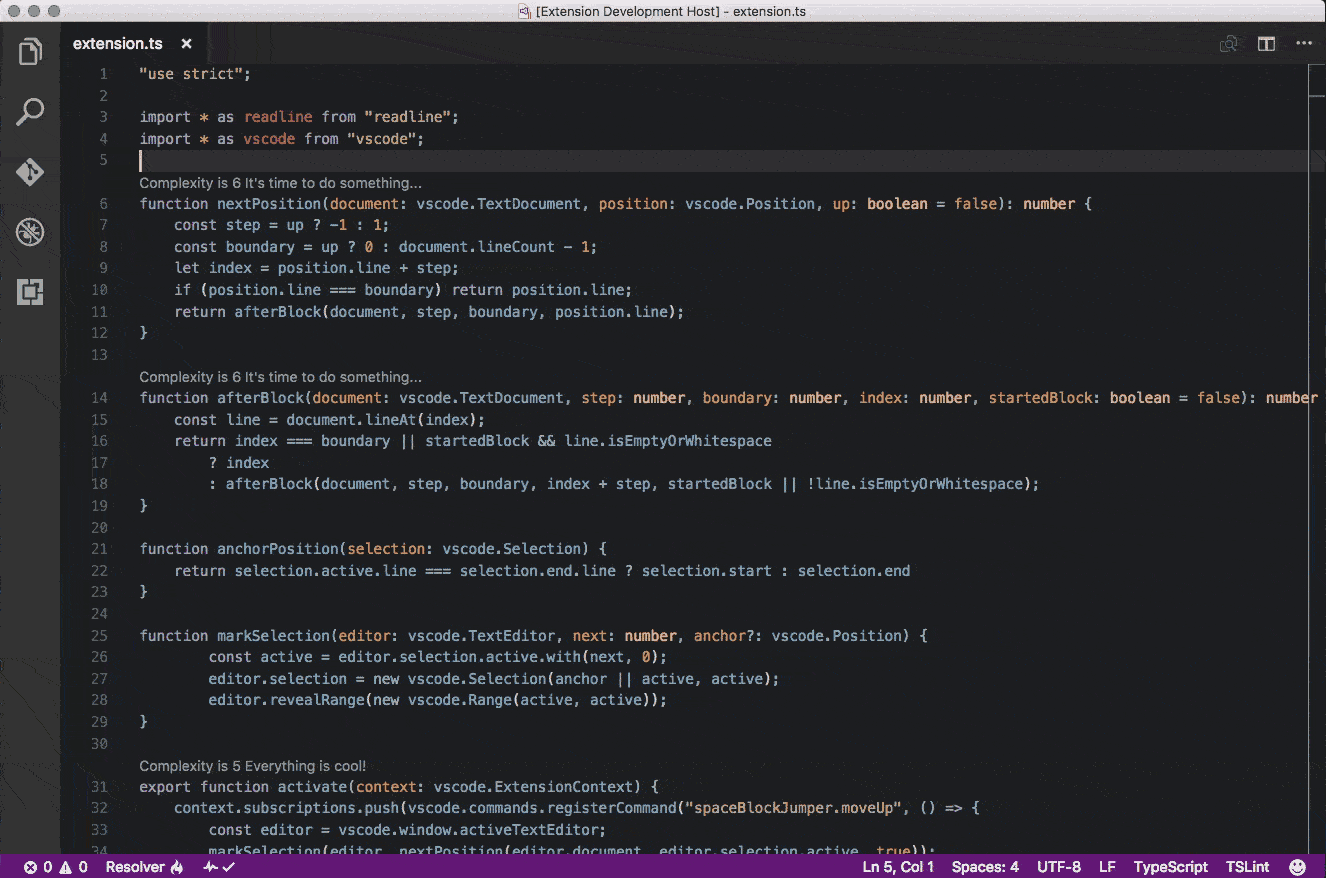 [Extension Development Host] - extension.ts
extension.ts ×
1 "use strict";
2
3 import * as readline from "readline";
4 import * as vscode from "vscode";
5
Complexity is 6 It's time to do something...
6 function nextPosition(document: vscode.TextDocument, position: vscode.Position, up: boolean = false): number {
7     const step = up ? -1 : 1;
8     const boundary = up ? 0 : document.lineCount - 1;
9     let index = position.line + step;
10     if (position.line === boundary) return position.line;
11     return afterBlock(document, step, boundary, position.line);
12 }
13
Complexity is 6 It's time to do something...
14 function afterBlock(document: vscode.TextDocument, step: number, boundary: number, index: number, startedBlock: boolean = false): number
15     const line = document.lineAt(index);
16     return index === boundary || startedBlock && line.isEmptyOrWhitespace
17         ? index
18         : afterBlock(document, step, boundary, index + step, startedBlock || !line.isEmptyOrWhitespace);
19 }
20
21 function anchorPosition(selection: vscode.Selection) {
22     return selection.active.line === selection.end.line ? selection.start : selection.end
23 }
24
25 function markSelection(editor: vscode.TextEditor, next: number, anchor?: vscode.Position) {
26         const active = editor.selection.active.with(next, 0);
27         editor.selection = new vscode.Selection(anchor || active, active);
28         editor.revealRange(new vscode.Range(active, active));
29 }
30
Complexity is 5 Everything is cool!
31 export function activate(context: vscode.ExtensionContext) {
32     context.subscriptions.push(vscode.commands.registerCommand("spaceBlockJumper.moveUp", () => {
33         const editor = vscode.window.activeTextEditor;
34         markSelection(editor, nextPosition(editor.document, editor.selection.active, true));
0 0 Resolver Ln 5, Col 1 Spaces: 4 UTF-8 LF TypeScript TSLint